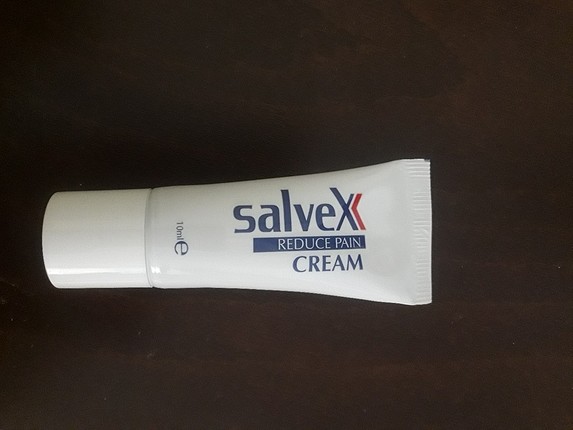 salveX
REDUCE PAIN
CREAM
10ml e